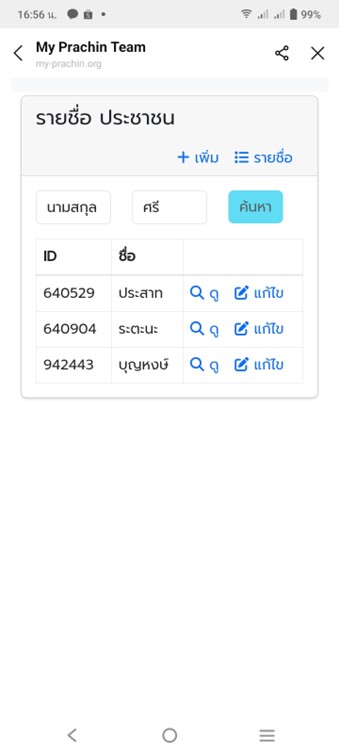 16:56 น. 99%
My Prachin Team
my-prachin.org
รายชื่อ ประชาชน
เพิ่ม รายชื่อ
นามสกุล ศรี ค้นหา
ID ชื่อ
640529 ประสาท ดู แก้ไข
640904 ระตะนะ ดู แก้ไข
942443 บุญหงษ์ ดู แก้ไข